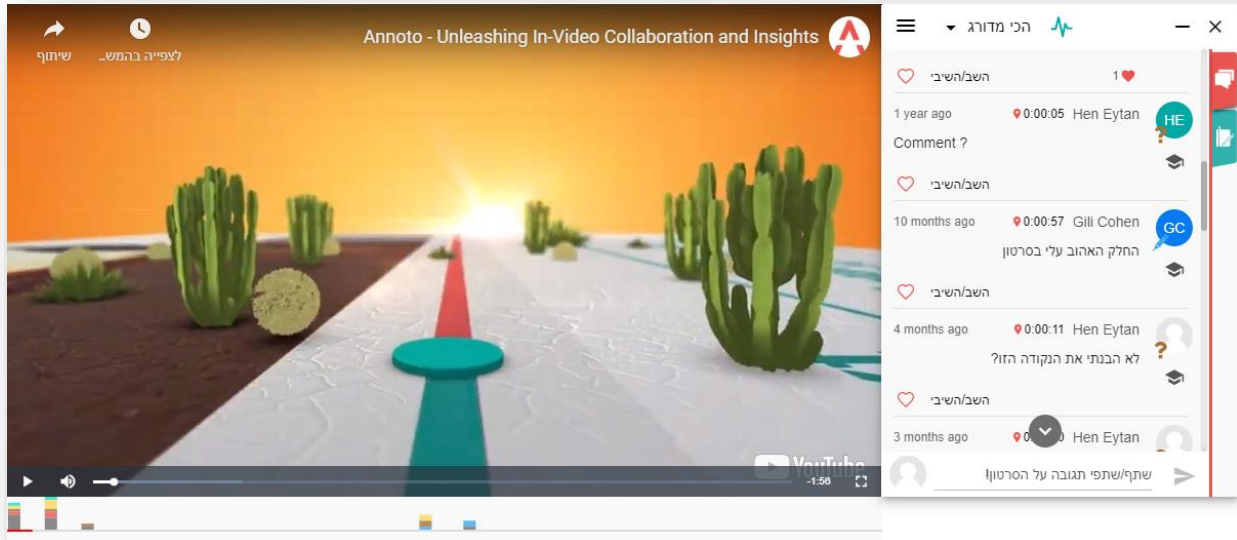 Annoto - Unleashing In-Video Collaboration and Insights
לצפייה בהמש...
שיתוף
YouTube
-1:56
הכי מדורג
השב/השיבי
1
1 year ago 0:00:05 Hen Eytan
HE
Comment ?
השב/השיבי
10 months ago 0:00:57 Gili Cohen
GC
החלק האהוב עלי בסרטון
השב/השיבי
4 months ago 0:00:11 Hen Eytan
?לא הבנתי את הנקודה הזו
השב/השיבי
3 months ago Hen Eytan
שתף/שתפי תגובה על הסרטון!